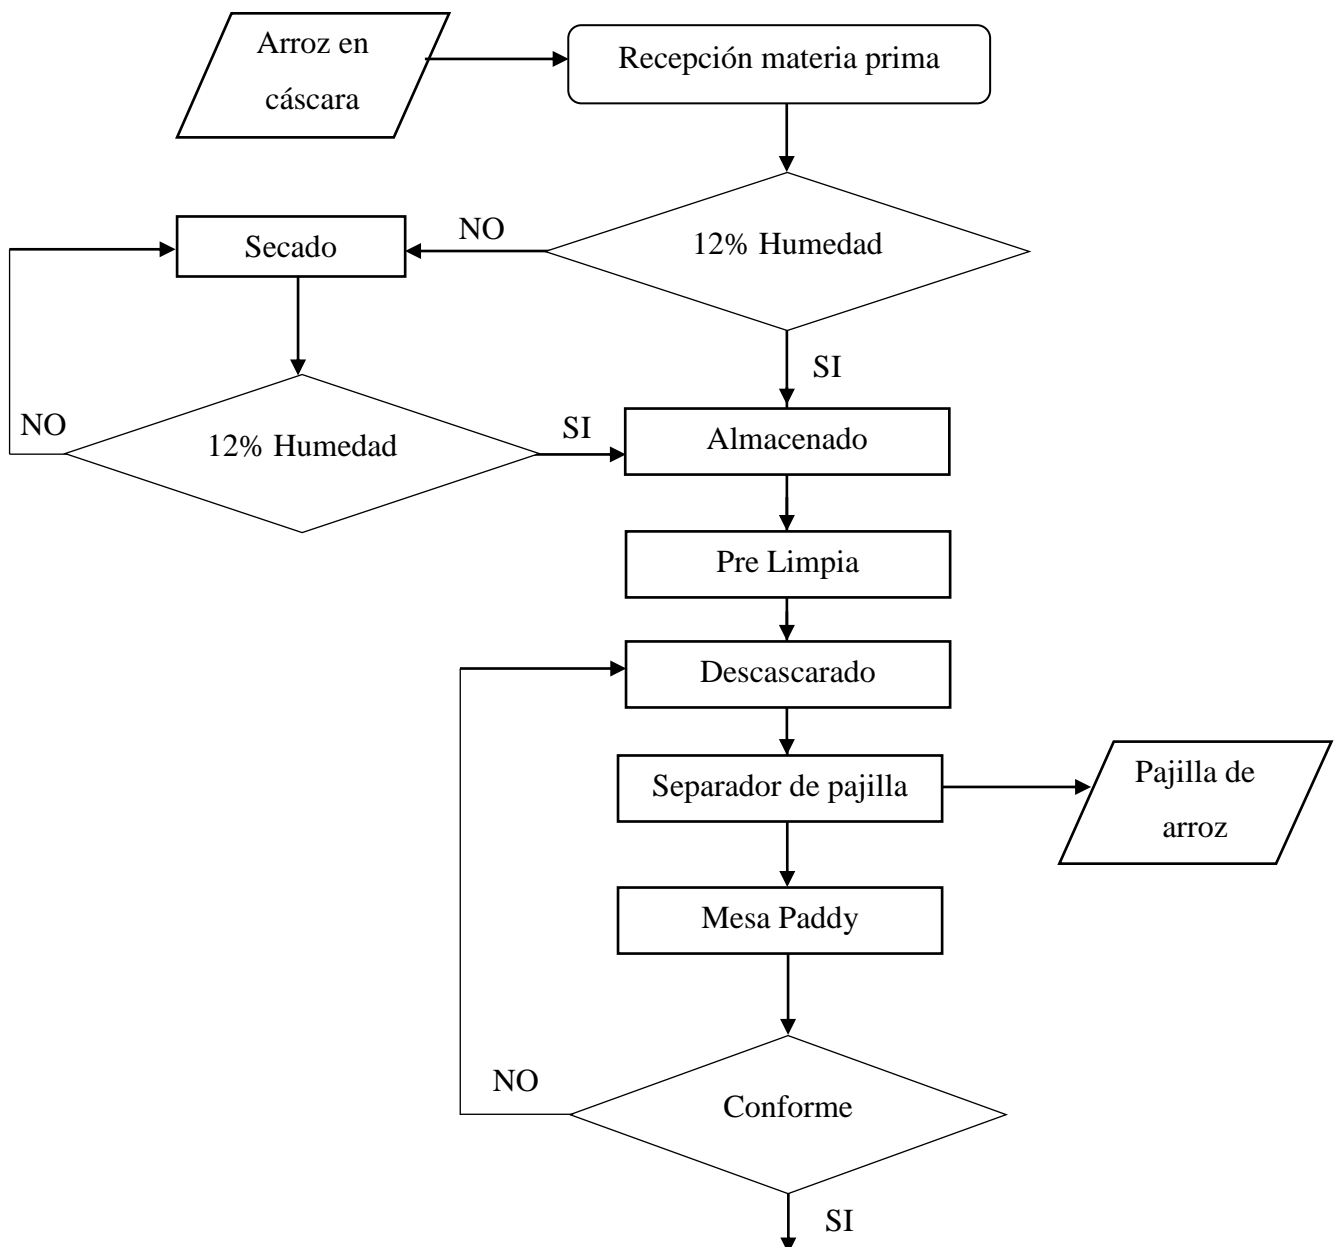 Arroz en
cáscara
Recepción materia prima
12% Humedad
NO
Secado
SI
NO
12% Humedad
SI
Almacenado
Pre Limpia
Descascarado
Separador de pajilla
Pajilla de
arroz
Mesa Paddy
NO
Conforme
SI